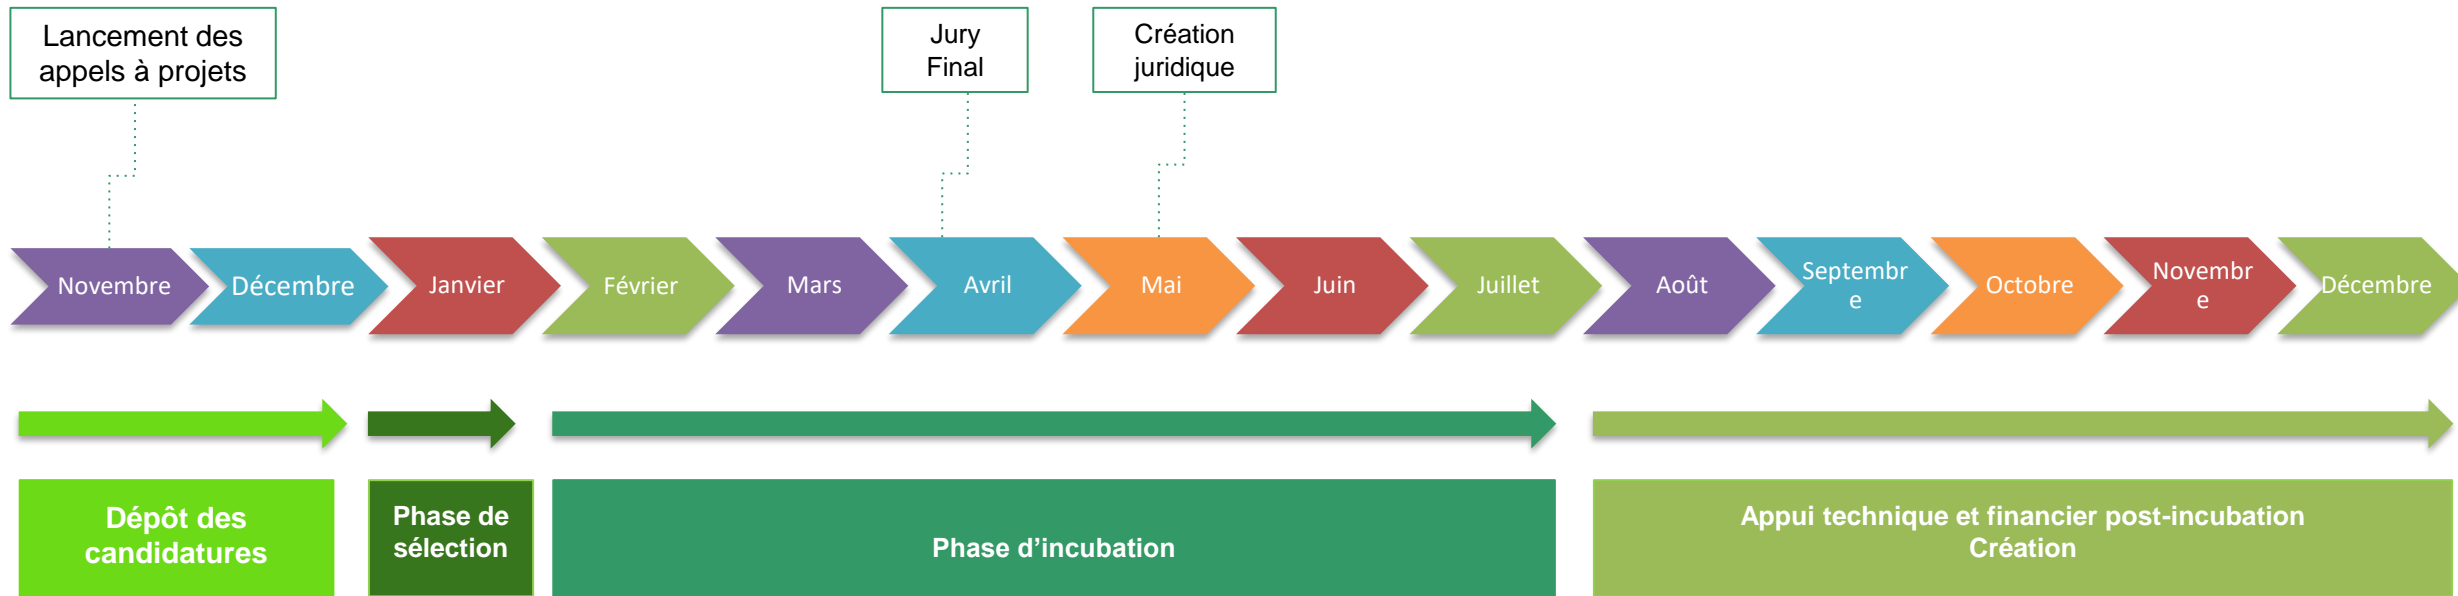 Lancement des
appels à projets
Jury
Final
Création
juridique
Novembre
Décembre
Janvier
Février
Mars
Avril
Mai
Juin
Juillet
Août
Septembr
e
Octobre
Novembr
e
Décembre
Dépôt des
candidatures
Phase de
sélection
Phase d’incubation
Appui technique et financier post-incubation
Création